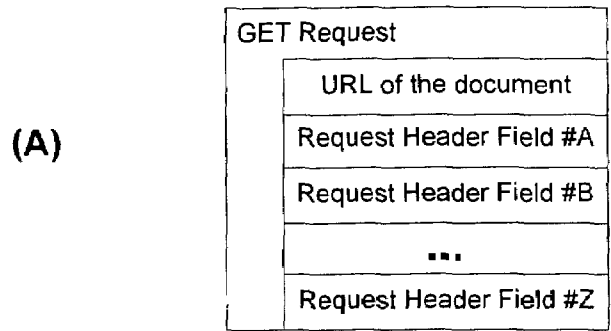 GET Request
URL of the document
(A)
Request Header Field #A
Request Header Field #B
...
Request Header Field #Z